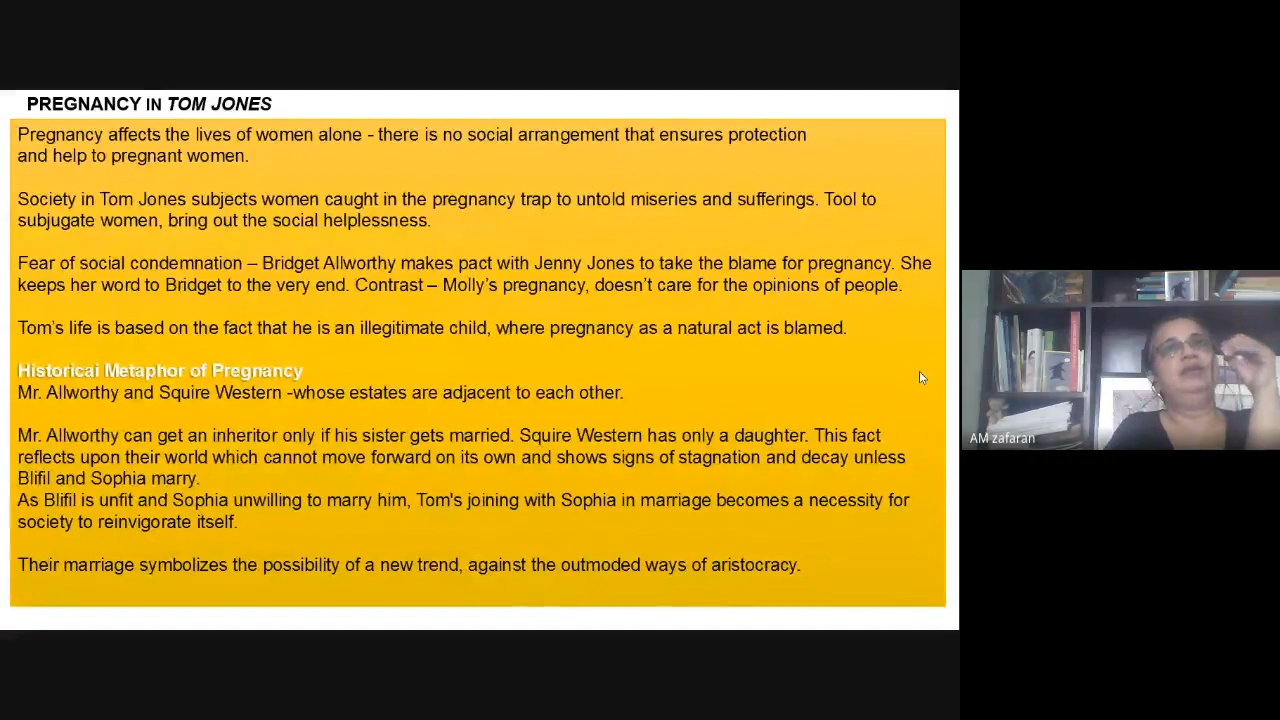 PREGNANCY IN TOM JONES
Pregnancy affects the lives of women alone - there is no social arrangement that ensures protection
and help to pregnant women.
Society in Tom Jones subjects women caught in the pregnancy trap to untold miseries and sufferings. Tool to
subjugate women, bring out the social helplessness.
Fear of social condemnation – Bridget Allworthy makes pact with Jenny Jones to take the blame for pregnancy. She
keeps her word to Bridget to the very end. Contrast – Molly’s pregnancy, doesn’t care for the opinions of people.
Tom’s life is based on the fact that he is an illegitimate child, where pregnancy as a natural act is blamed.
Historical Metaphor of Pregnancy
Mr. Allworthy and Squire Western -whose estates are adjacent to each other.
Mr. Allworthy can get an inheritor only if his sister gets married. Squire Western has only a daughter. This fact
reflects upon their world which cannot move forward on its own and shows signs of stagnation and decay unless
Blifil and Sophia marry.
As Blifil is unfit and Sophia unwilling to marry him, Tom's joining with Sophia in marriage becomes a necessity for
society to reinvigorate itself.
Their marriage symbolizes the possibility of a new trend, against the outmoded ways of aristocracy.
AM zafaran